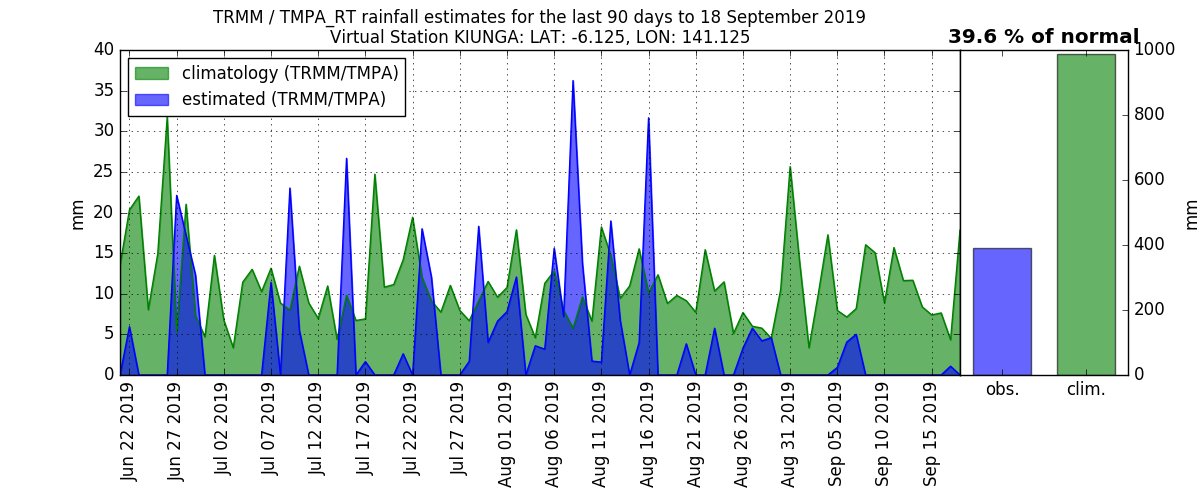 TRMM / TMPA_RT rainfall estimates for the last 90 days to 18 September 2019
Virtual Station KIUNGA: LAT: -6.125, LON: 141.125
39.6 % of normal
climatology (TRMM/TMPA)
estimated (TRMM/TMPA)
mm
40
35
30
25
20
15
10
5
0
Jun 22 2019
Jun 27 2019
Jul 02 2019
Jul 07 2019
Jul 12 2019
Jul 17 2019
Jul 22 2019
Jul 27 2019
Aug 01 2019
Aug 06 2019
Aug 11 2019
Aug 16 2019
Aug 21 2019
Aug 26 2019
Aug 31 2019
Sep 05 2019
Sep 10 2019
Sep 15 2019
obs.
clim.
1000
800
600
400
200
0
mm